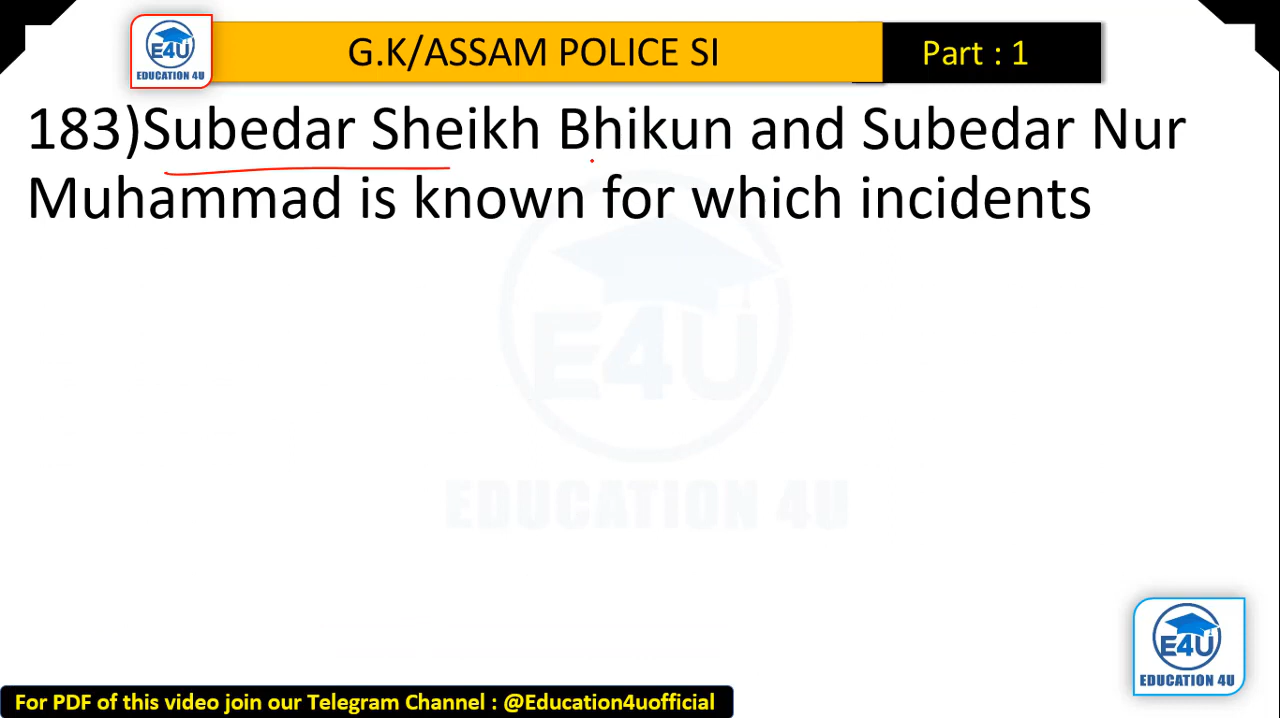 E4U
EDUCATION 4U
G.K/ASSAM POLICE SI
Part : 1
183)Subedar Sheikh Bhikun and Subedar Nur
Muhammad is known for which incidents
E4U
EDUCATION 4U
E4U
EDUCATION 4U
For PDF of this video join our Telegram Channel : @Education4uofficial